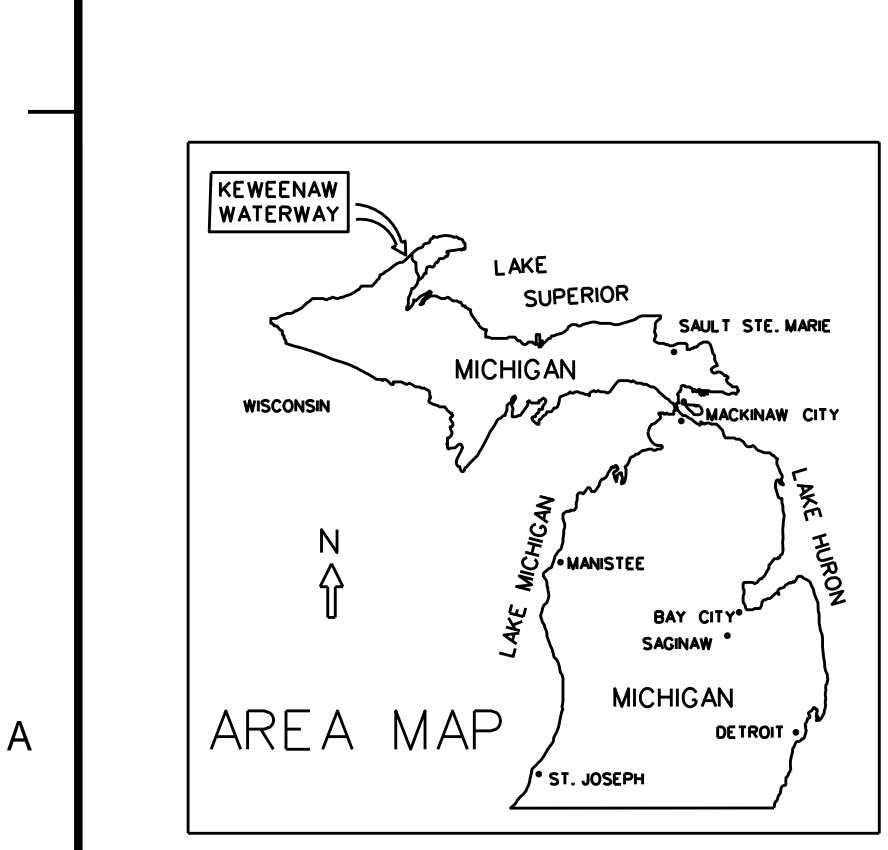 KEWEENAW
WATERWAY
LAKE
SUPERIOR
SAULT STE. MARIE
MICHIGAN
WISCONSIN
MACKINAW CITY
LAKE MICHIGAN
LAKE HURON
N
MANISTEE
BAY CITY
SAGINAW
MICHIGAN
AREA MAP
DETROIT
A
ST. JOSEPH